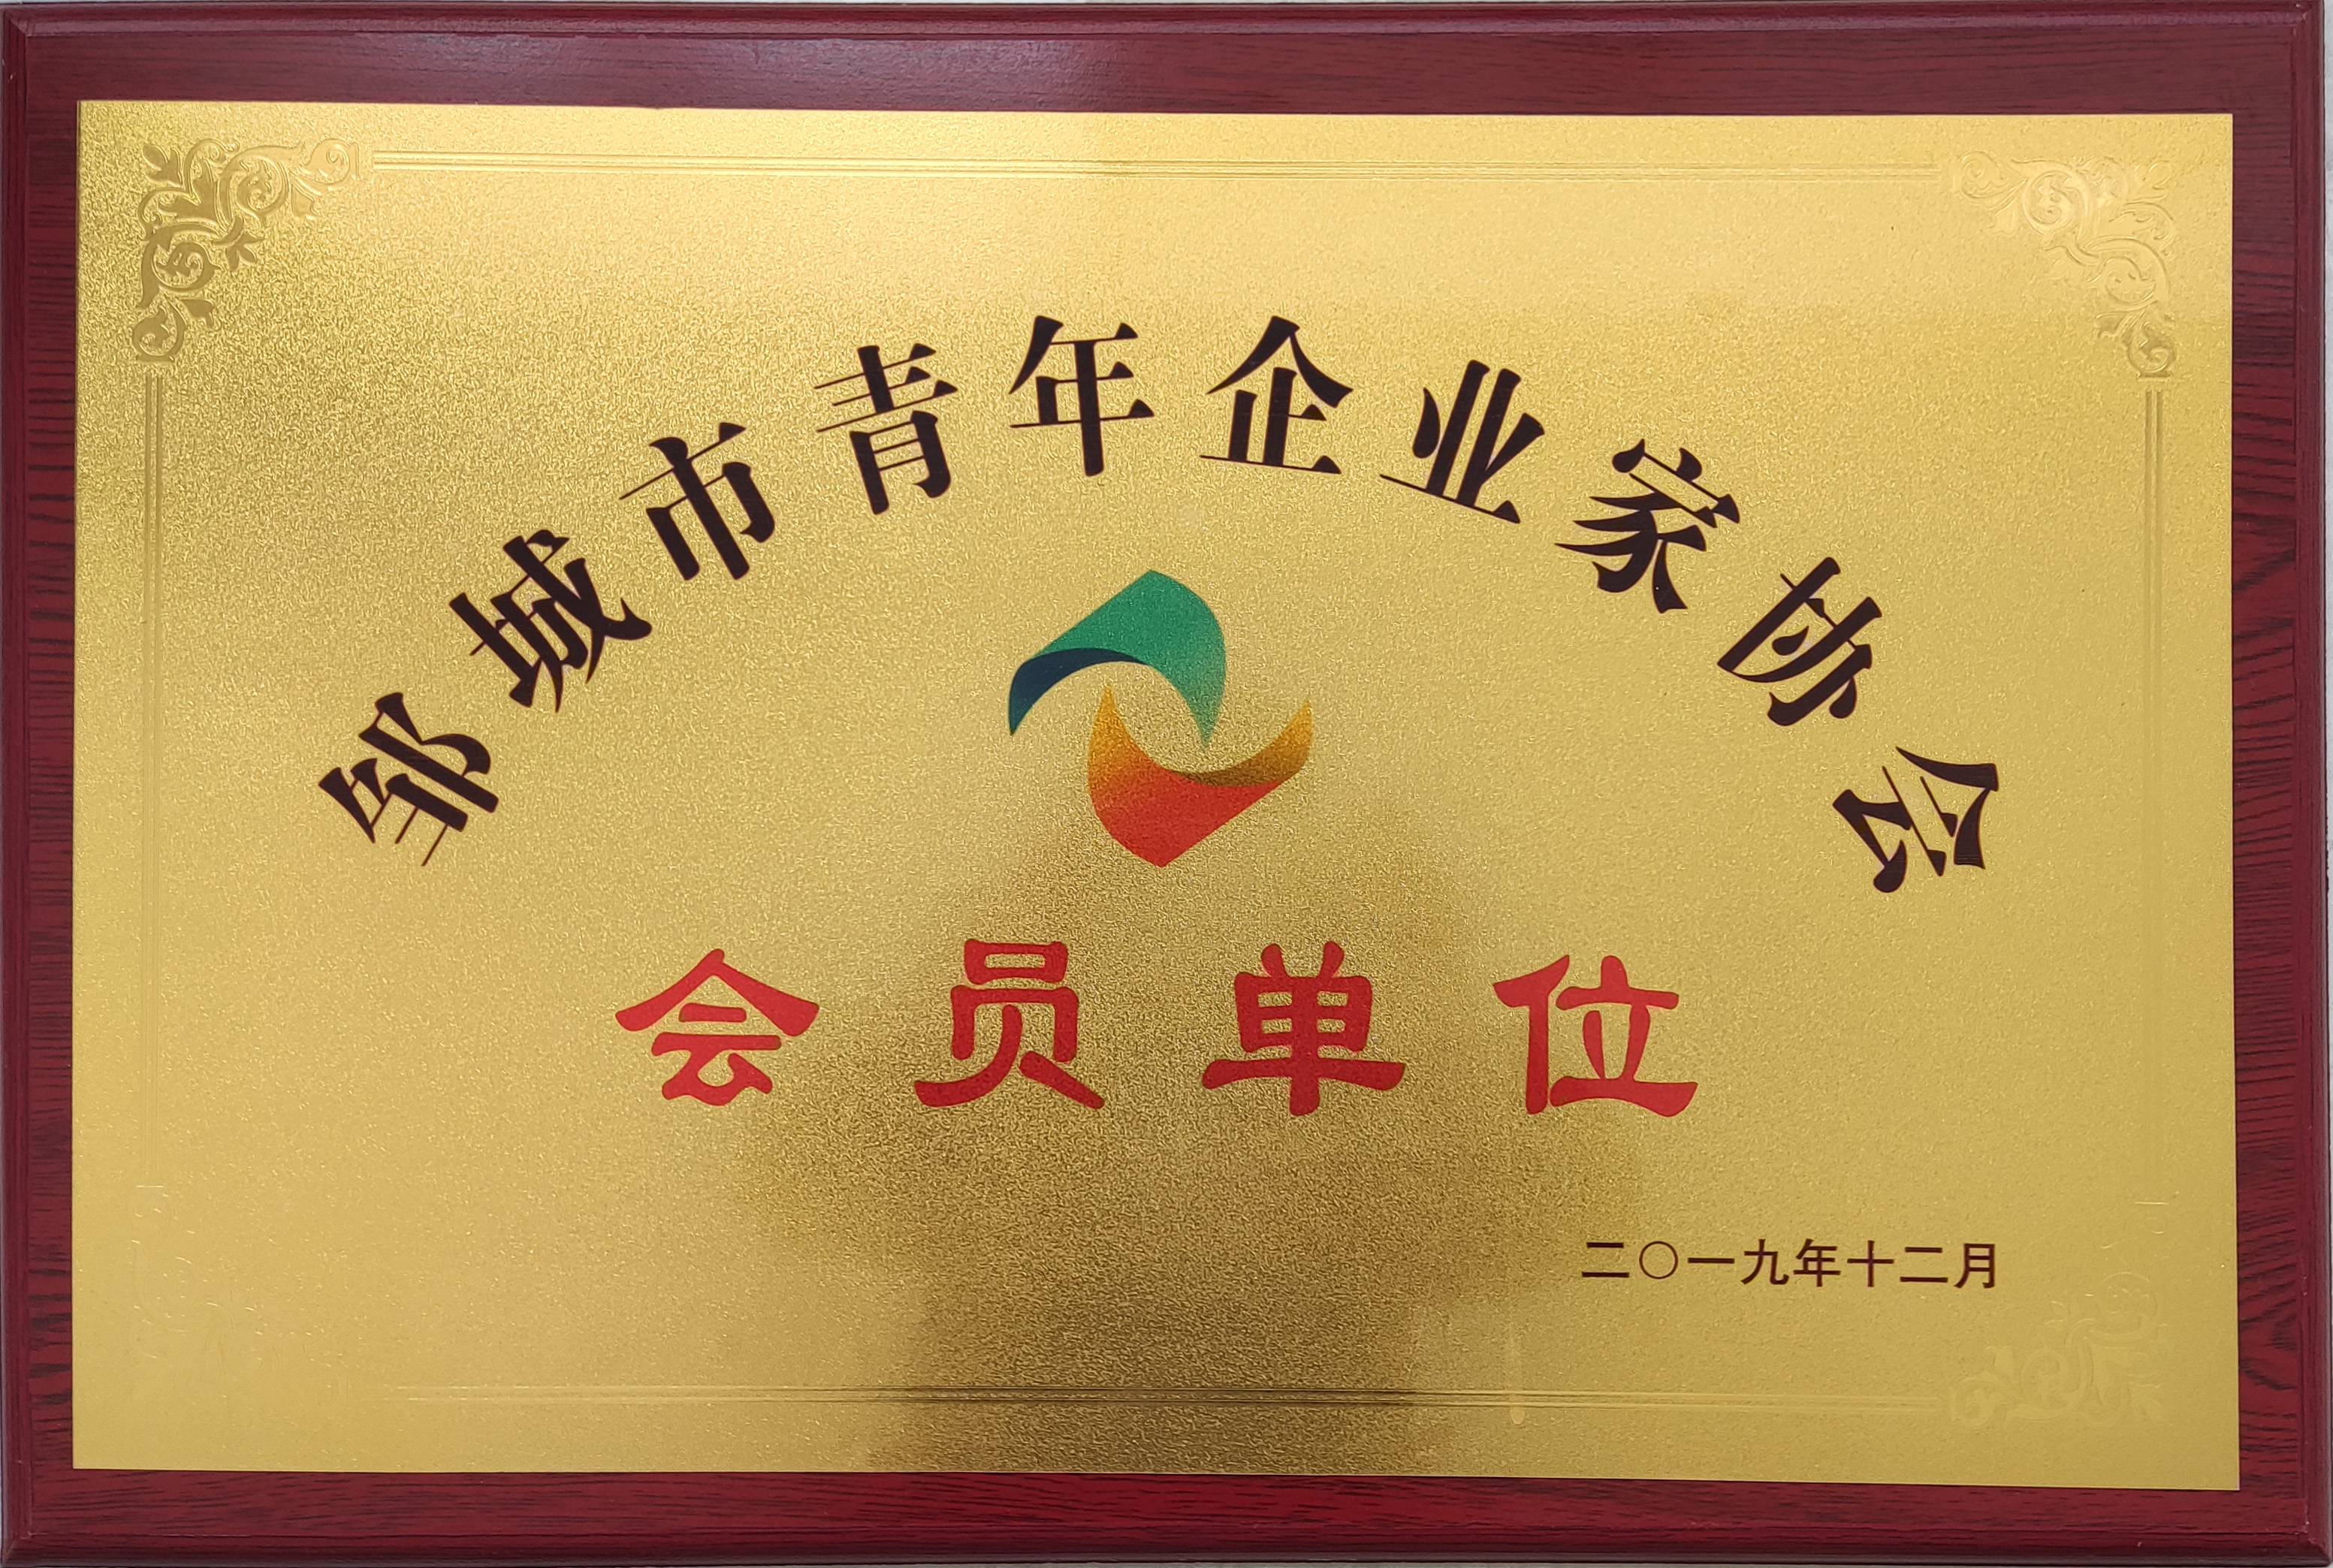 邹城市青年企业家协会
会员单位
二〇一九年十二月